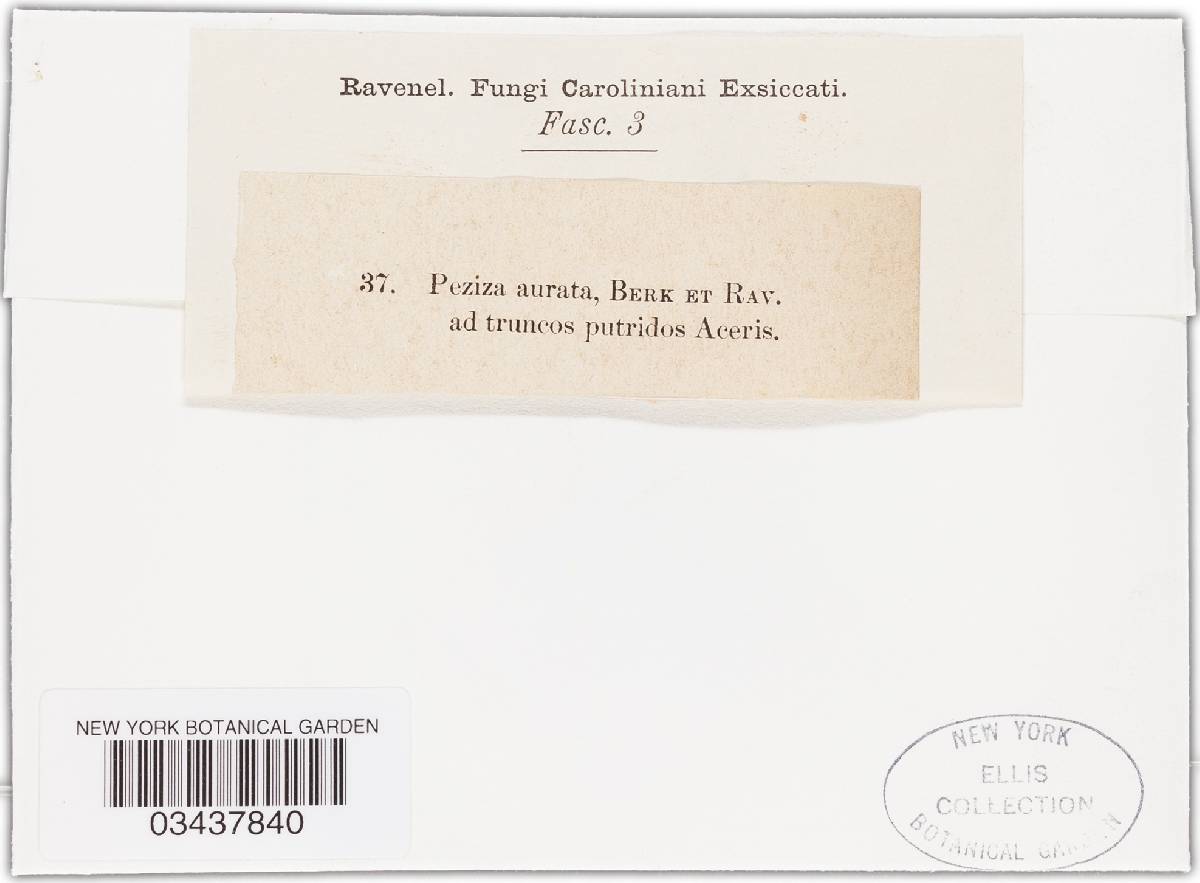 Ravenel. Fungi Caroliniani Exsiccati.
Fasc. 3
37. Peziza aurata, BERK ET RAV.
ad truncos putridos Aceris.
NEW YORK BOTANICAL GARDEN
03437840
NEW YORK
ELLIS
COLLECTION
BOTANICAL GARDEN